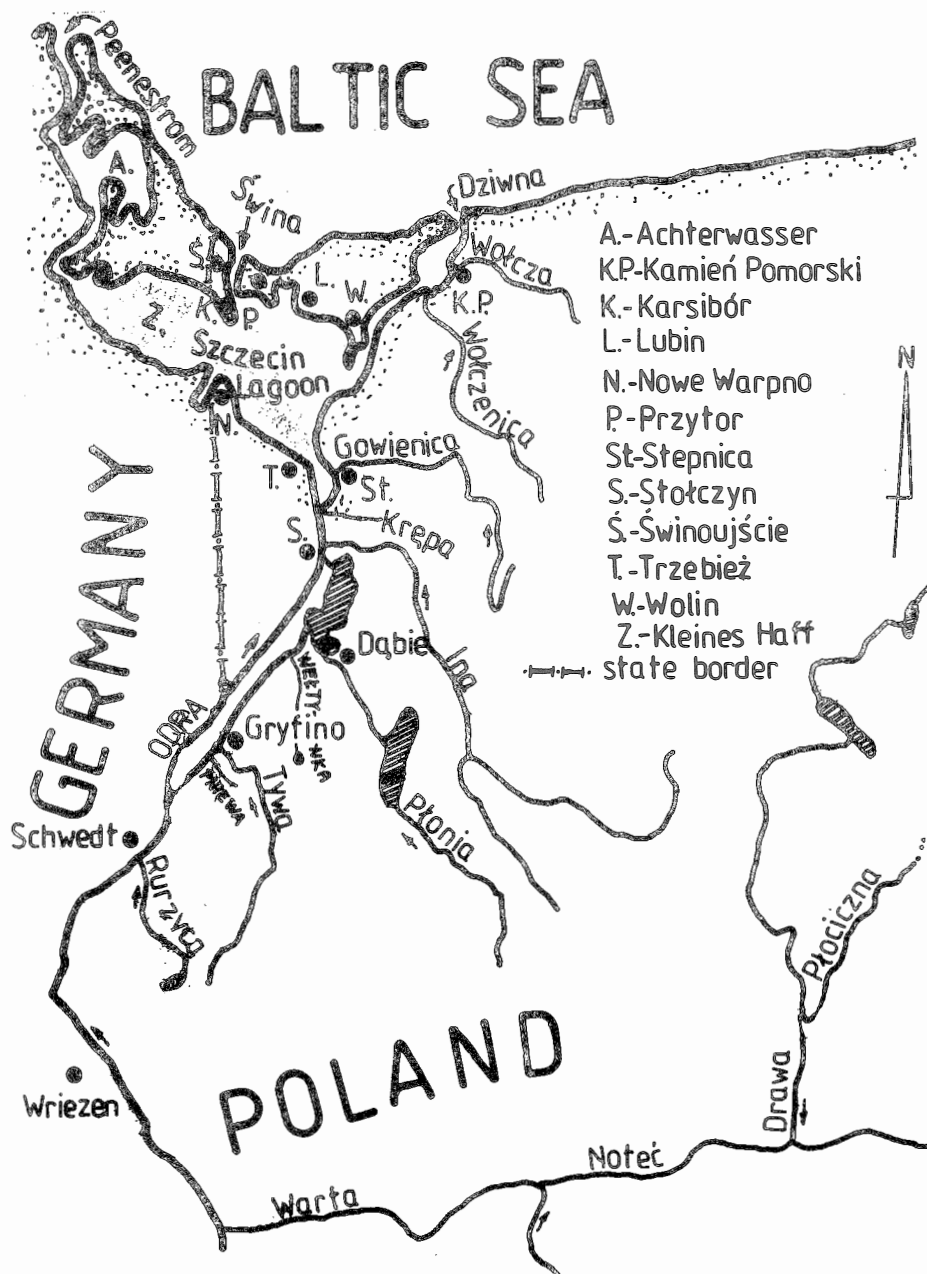 Peenestrom
BALTIC SEA
A.
Świna
Dziwna
Wołcza
Ś.
L.
W.
K.P.
K.
P.
Z.
Szczecin
Lagoon
N.
Wołczenica
A.-Achterwasser
K.P.-Kamień Pomorski
K.-Karsibór
L.-Lubin
N.-Nowe Warpno
P.-Przytor
St-Stepnica
S.-Stołczyn
Ś.-Świnoujście
T.-Trzebież
W.-Wolin
Z.-Kleines Haff
state border
N
GERMANY
T.
Gowienica
St.
S.
Krępa
Dąbie
Ina
WEŁTY.
NKA
ODRA
Gryfino
Tywa
Płonia
Schwedt
Rurzyca
Płociczna
POLAND
Wriezen
Drawa
Noteć
Warta